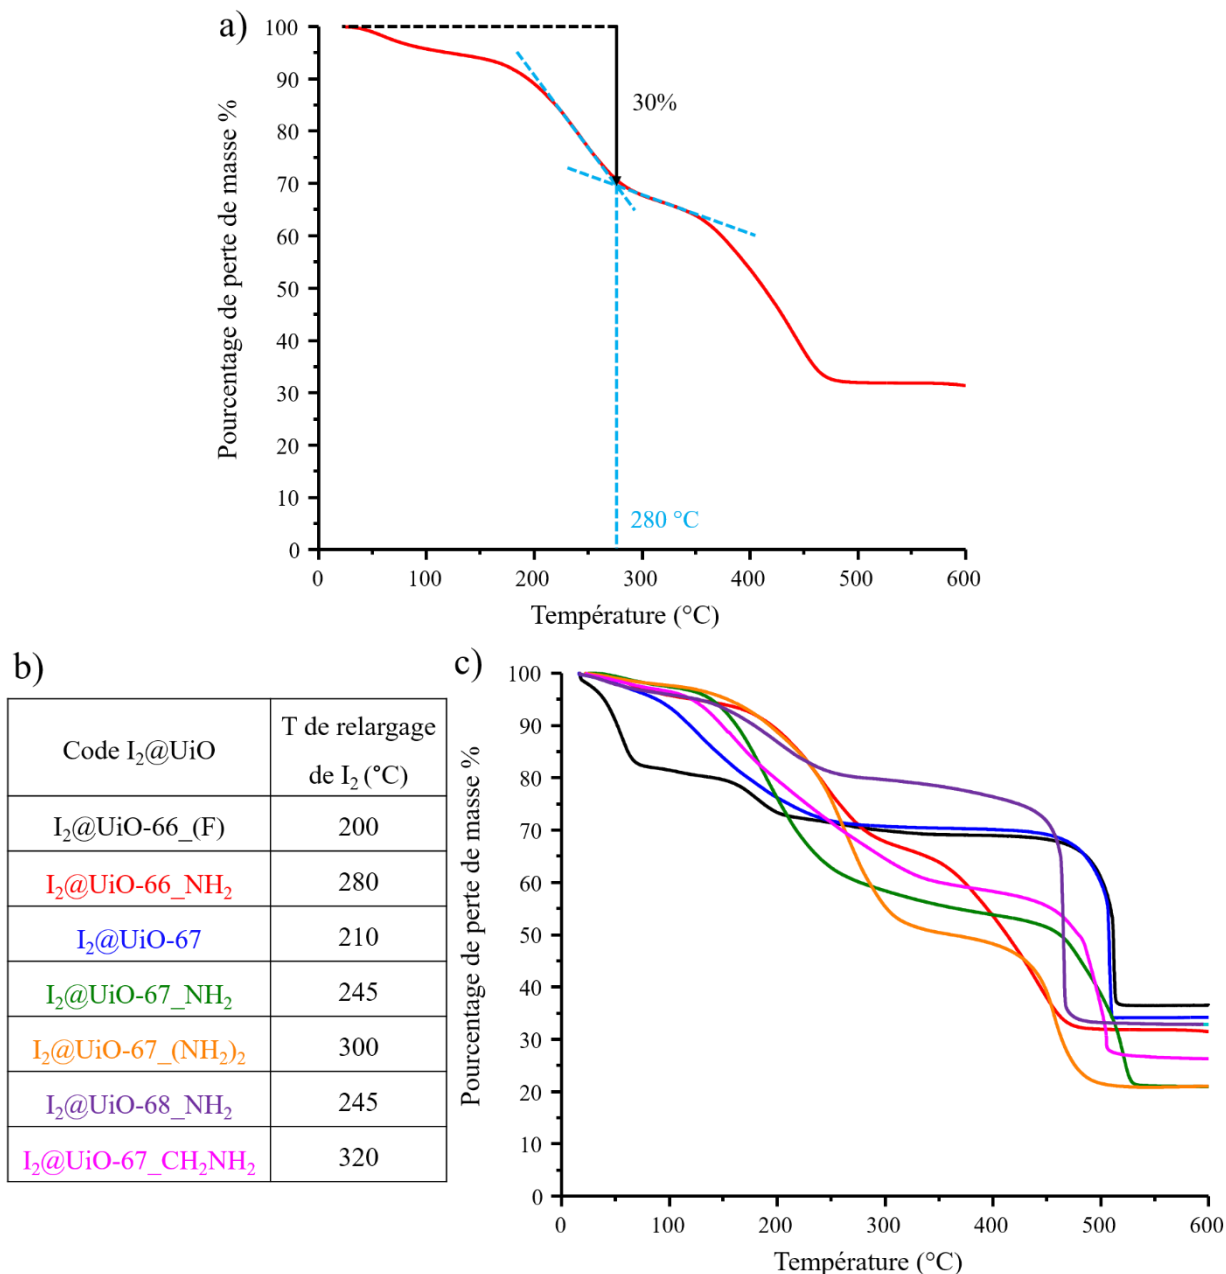 a)
Pourcentage de perte de masse %
100
90
80
70
60
50
40
30
20
10
0
30%
280 °C
0
100
200
300
400
500
600
Température (°C)
b)
Code I₂@UiO
T de relargage
de I₂ (°C)
I₂@UiO-66_(F) 200
I₂@UiO-66_NH₂ 280
I₂@UiO-67 210
I₂@UiO-67_NH₂ 245
I₂@UiO-67_(NH₂)₂ 300
I₂@UiO-68_NH₂ 245
I₂@UiO-67_CH₂NH₂ 320
c)
Pourcentage de perte de masse %
100
90
80
70
60
50
40
30
20
10
0
0
100
200
300
400
500
600
Température (°C)